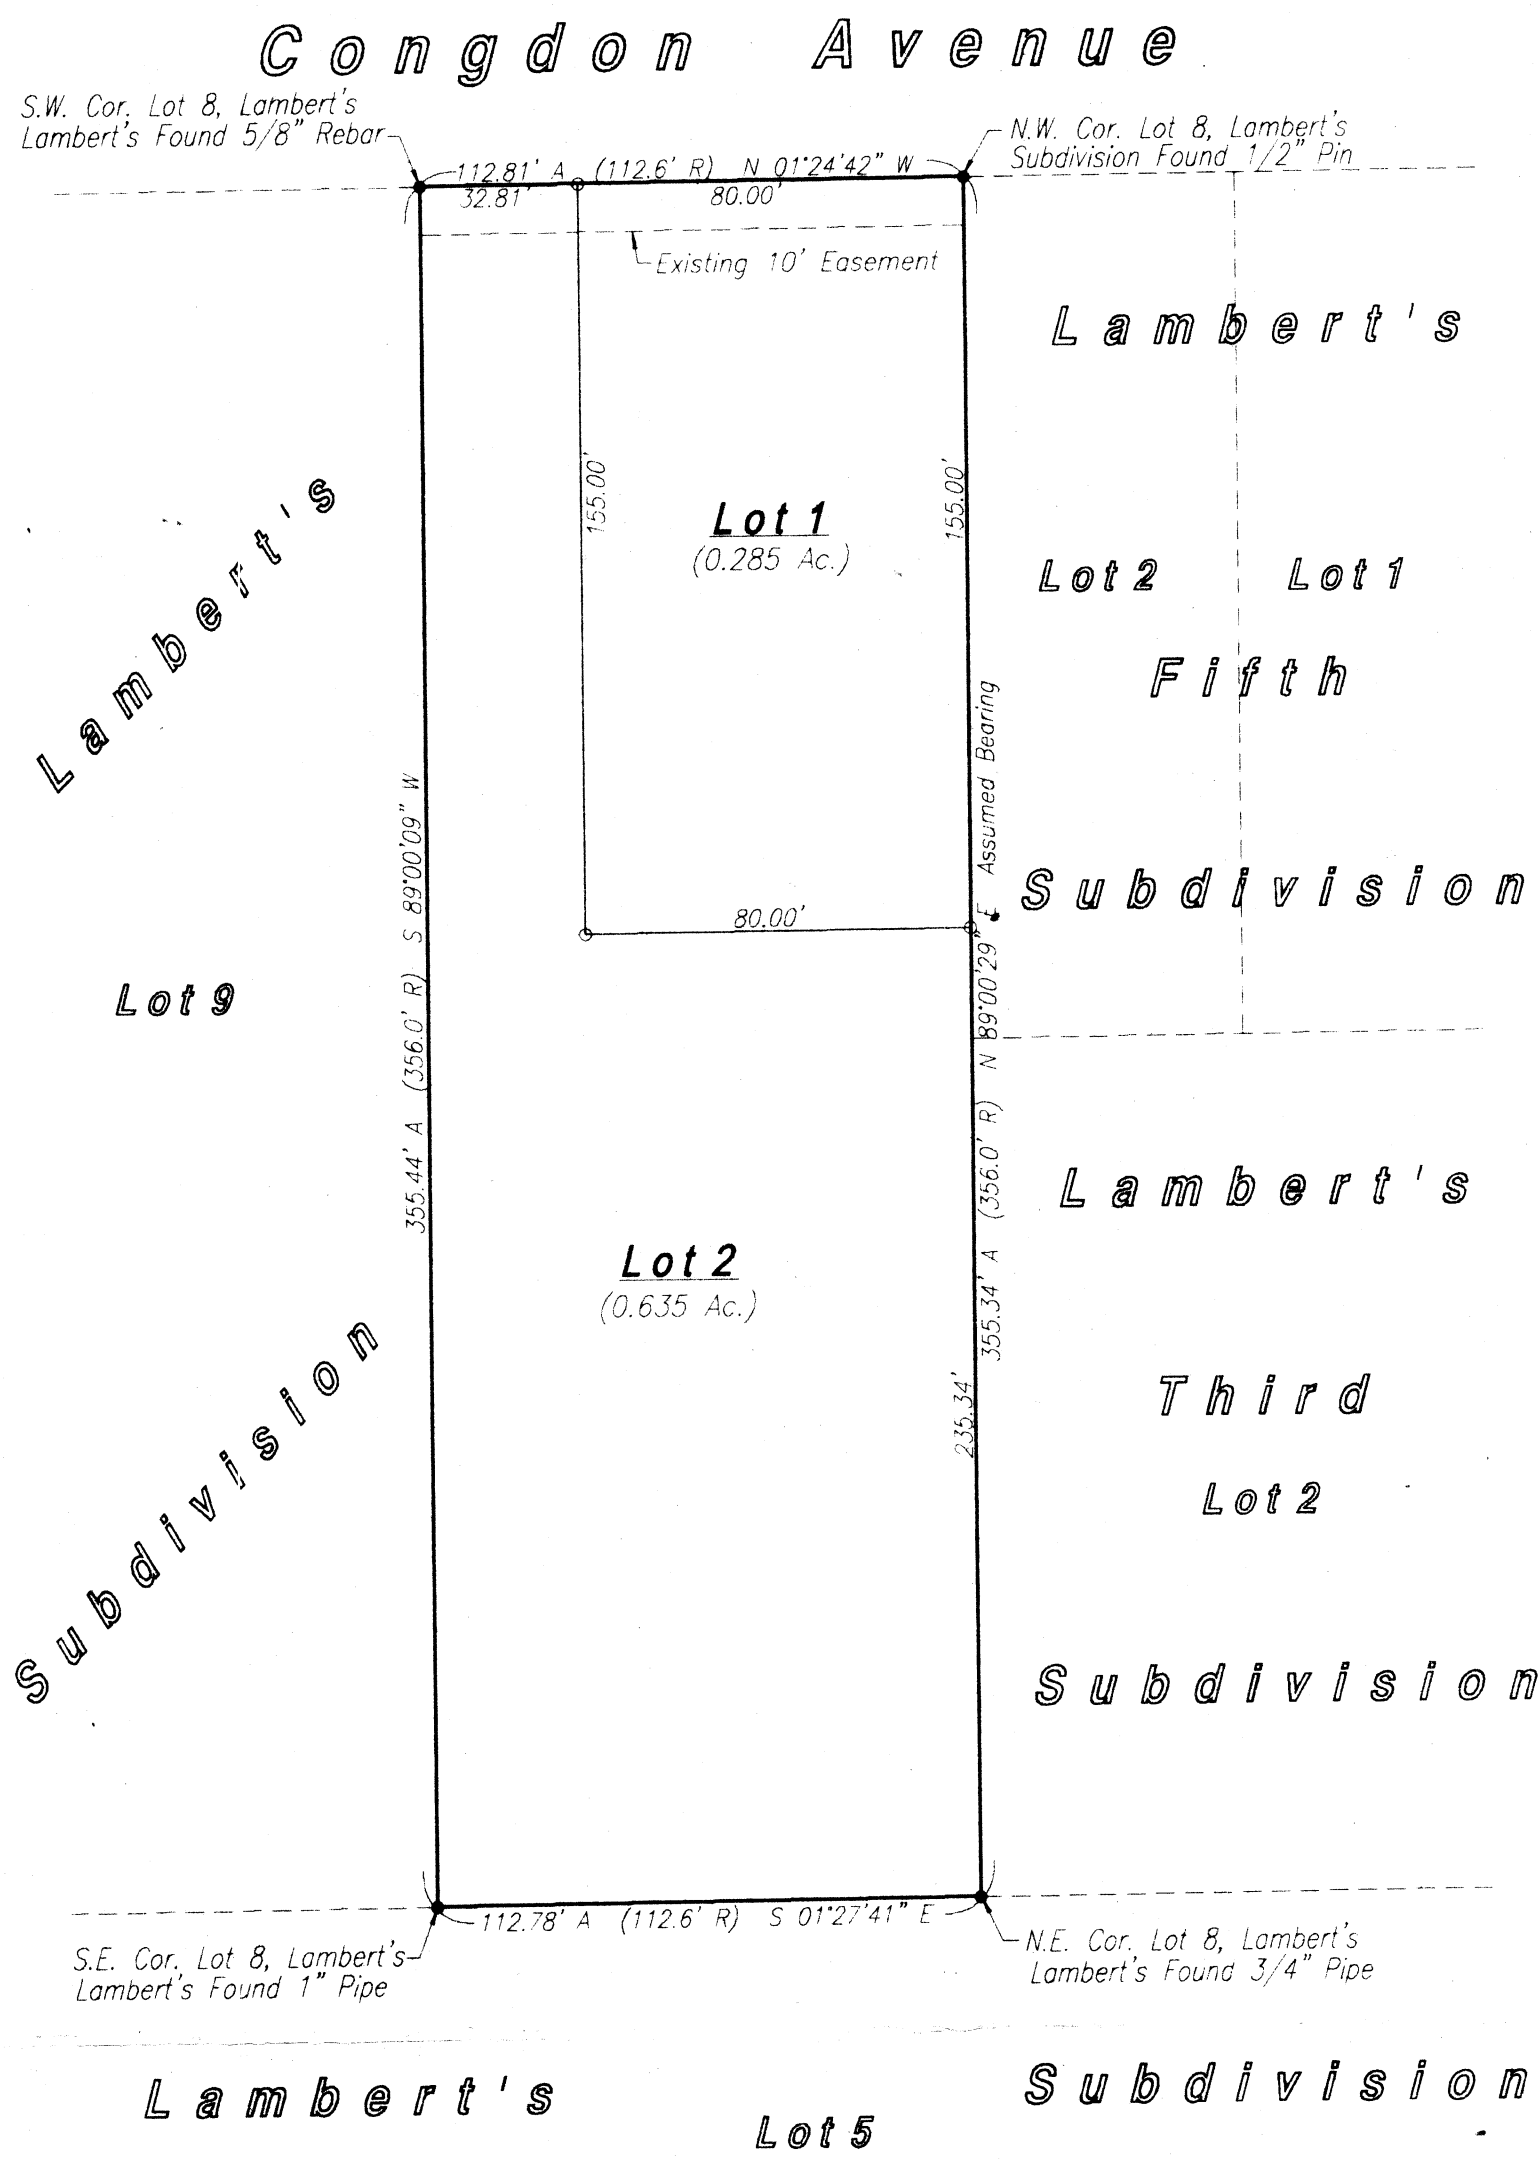 Congdon Avenue
S.W. Cor. Lot 8, Lambert's
Lambert's Found 5/8" Rebar
N.W. Cor. Lot 8, Lambert's
Subdivision Found 1/2" Pin
112.81' A (112.6' R) N 01°24'42" W
32.81'
80.00'
Existing 10' Easement
155.00'
155.00'
Lot 1
(0.285 Ac.)
80.00'
Lambert's
Lot 2
Lot 1
Fifth
Subdivision
Lambert's
Lot 9
Subdivision
355.44' A (356.0' R) S 89°00'09" W
355.34' A (356.0' R) N 89°00'29" E Assumed Bearing
235.34'
Lot 2
(0.635 Ac.)
Lambert's
Third
Lot 2
Subdivision
112.78' A (112.6' R) S 01°27'41" E
S.E. Cor. Lot 8, Lambert's
Lambert's Found 1" Pipe
N.E. Cor. Lot 8, Lambert's
Lambert's Found 3/4" Pipe
Lambert's Subdivision
Lot 5